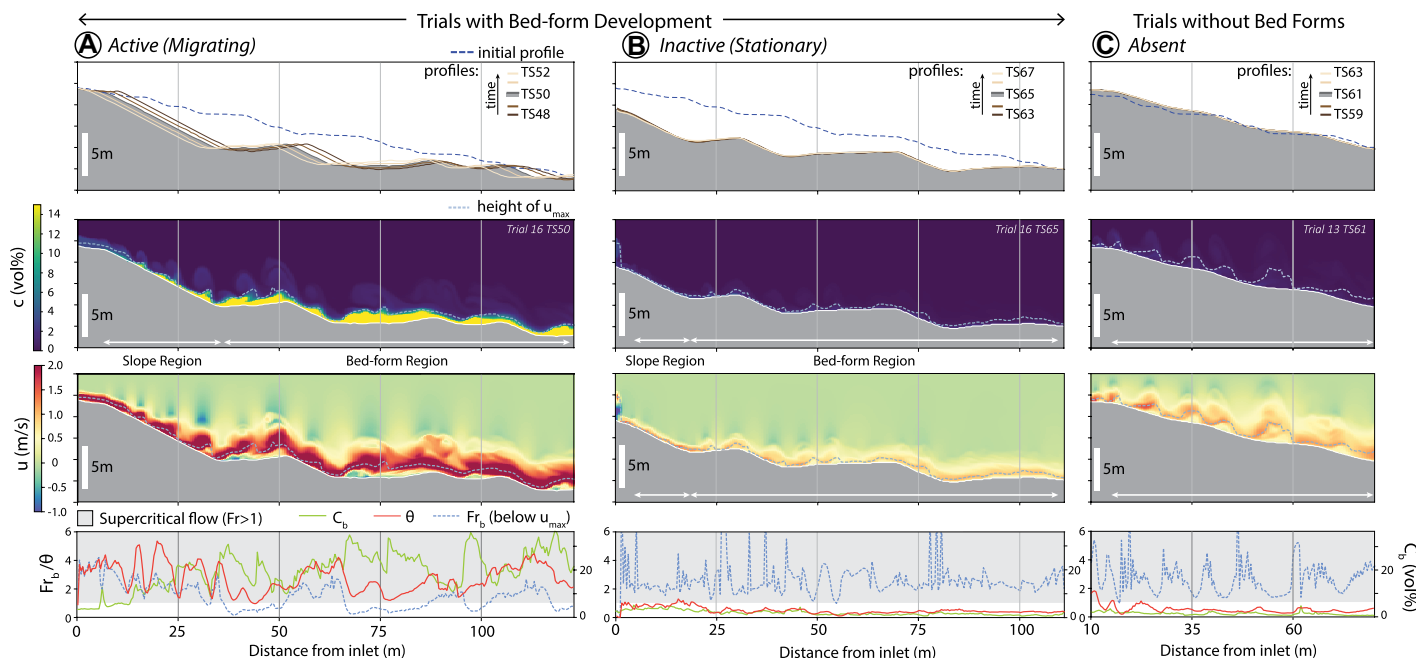 Trials with Bed-form Development
Trials without Bed Forms
A Active (Migrating)
B Inactive (Stationary)
C Absent
initial profile
profiles:
time
TS52
TS50
TS48
5m
profiles:
time
TS67
TS65
TS63
5m
profiles:
time
TS63
TS61
TS59
5m
height of u_max
c (vol%)
14
12
10
8
6
4
2
0
Trial 16 TS50
5m
Trial 16 TS65
5m
Trial 13 TS61
5m
Slope Region
Bed-form Region
Slope Region
Bed-form Region
u (m/s)
2.0
1.5
1.0
0.5
0
-0.5
-1.0
5m
5m
5m
Supercritical flow (Fr>1)
C_b
θ
Fr_b (below u_max)
Fr_b/θ
6
4
2
0
20
0
6
4
2
0
20
0
6
4
2
0
20
0
C_b (vol%)
0 25 50 75 100
0 25 50 75 100
10 35 60
Distance from inlet (m)
Distance from inlet (m)
Distance from inlet (m)